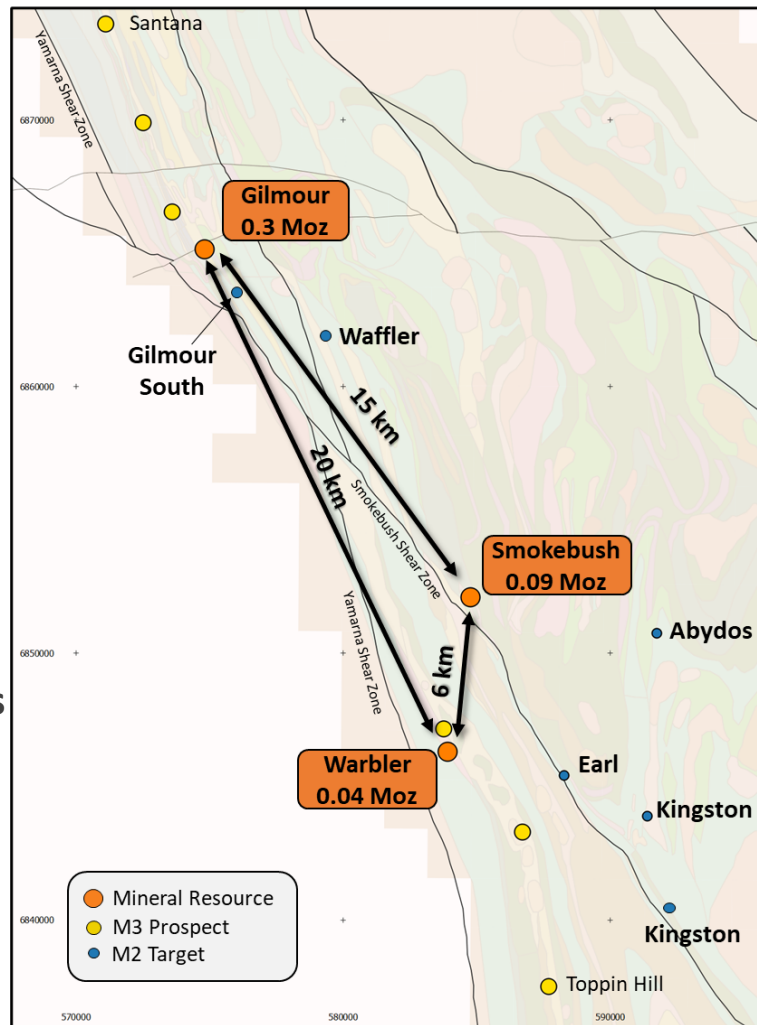 Santana
Yamarna Shear Zone
6870000
Gilmour
0.3 Moz
Waffler
Gilmour
South
6860000
15 km
20 km
Smokebush Shear Zone
Smokebush
0.09 Moz
Yamarna Shear Zone
Abydos
6850000
6 km
s
Warbler
0.04 Moz
Earl
Kingston
Mineral Resource
M3 Prospect
M2 Target
6840000
Kingston
Toppin Hill
570000
580000
590000